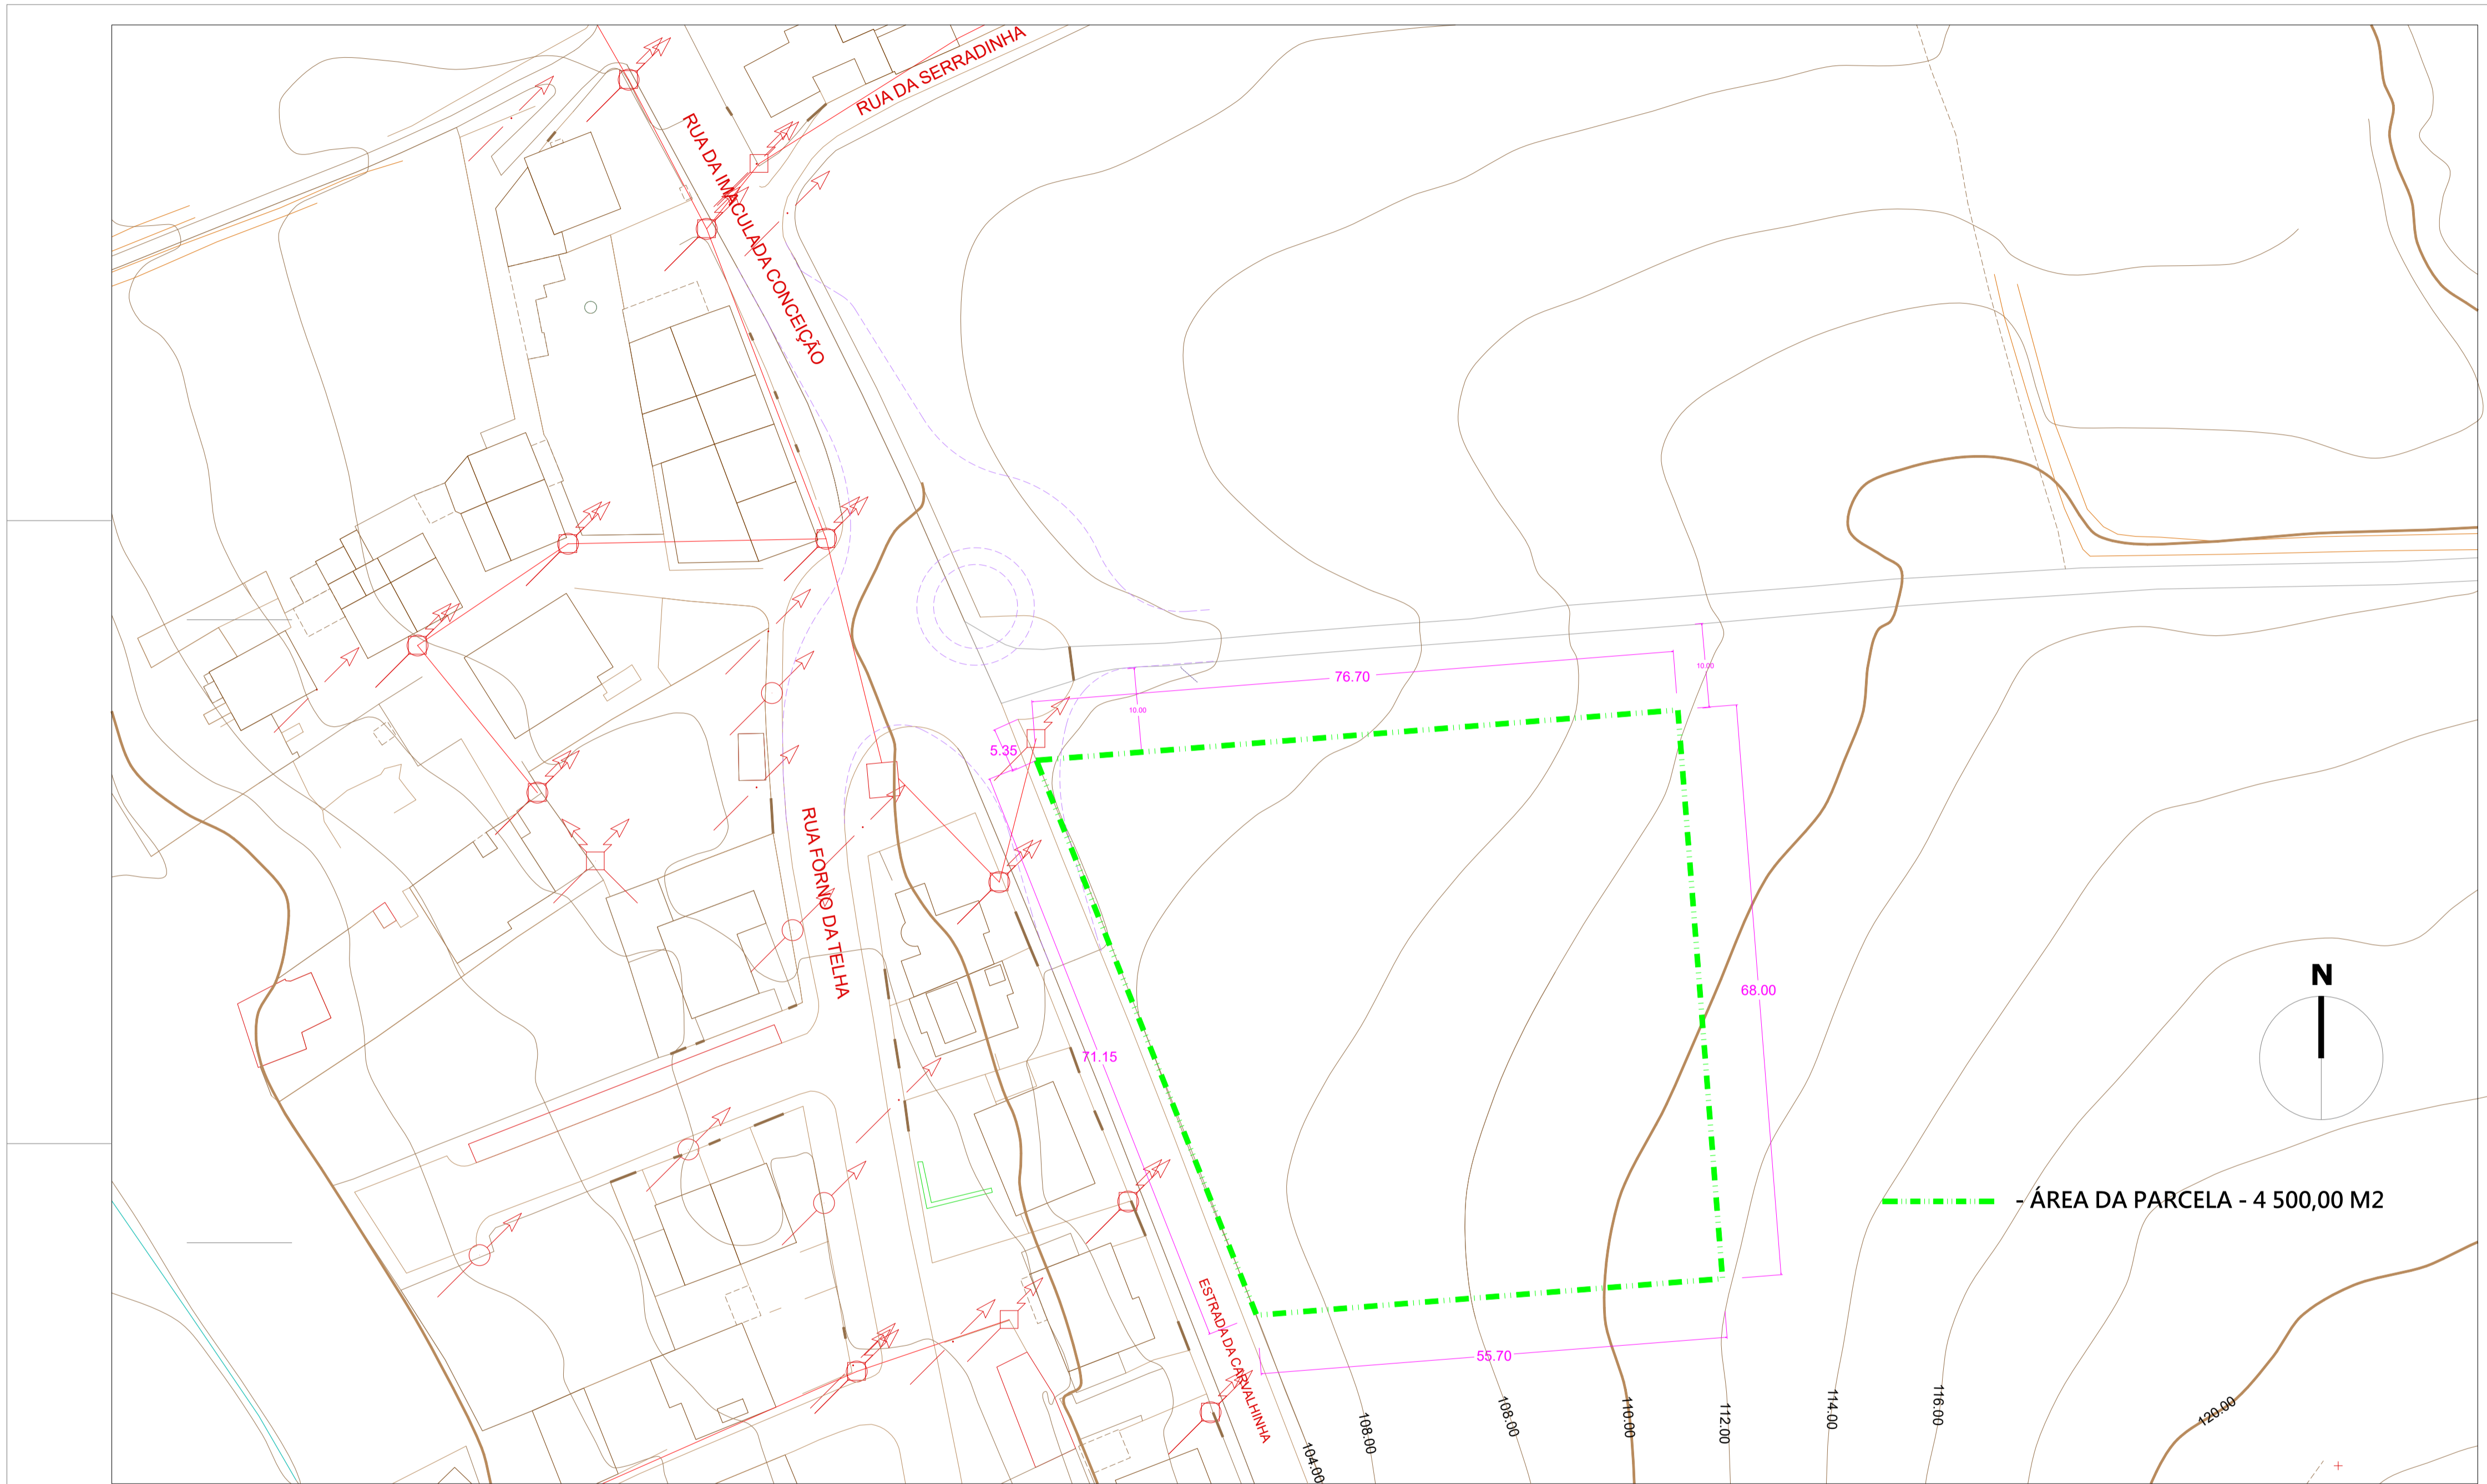 RUA DA SERRADINHA
RUA DA IMACULADA CONCEIÇÃO
76.70
10.00
10.00
5.35
RUA FORNO DA TELHA
N
68.00
71.15
- ÁREA DA PARCELA - 4 500,00 M2
ESTRADA DA CARVALHINHA
55.70
104.00
108.00
108.00
110.00
112.00
114.00
116.00
120.00